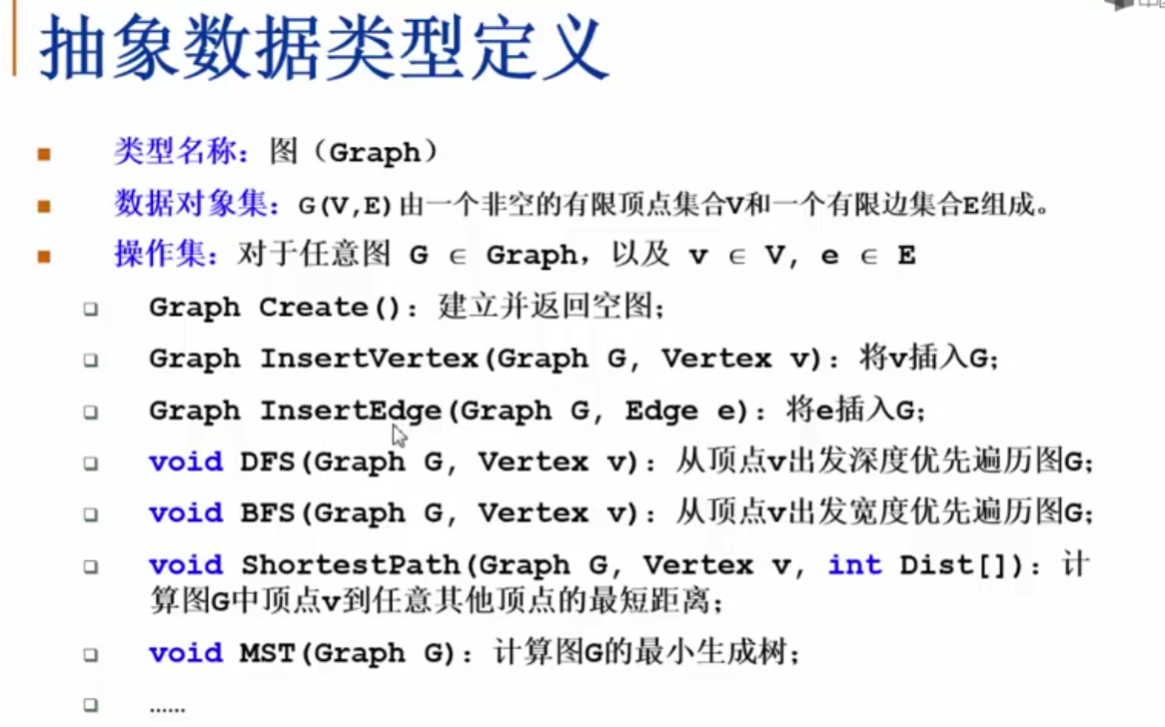 抽象数据类型定义
类型名称：图（Graph）
数据对象集：G(V,E)由一个非空的有限顶点集合V和一个有限边集合E组成。
操作集：对于任意图 G ∈ Graph，以及 v ∈ V, e ∈ E
Graph Create()：建立并返回空图；
Graph InsertVertex(Graph G, Vertex v)：将v插入G；
Graph InsertEdge(Graph G, Edge e)：将e插入G；
void DFS(Graph G, Vertex v)：从顶点v出发深度优先遍历图G；
void BFS(Graph G, Vertex v)：从顶点v出发宽度优先遍历图G；
void ShortestPath(Graph G, Vertex v, int Dist[])：计
算图G中顶点v到任意其他顶点的最短距离；
void MST(Graph G)：计算图G的最小生成树；
……